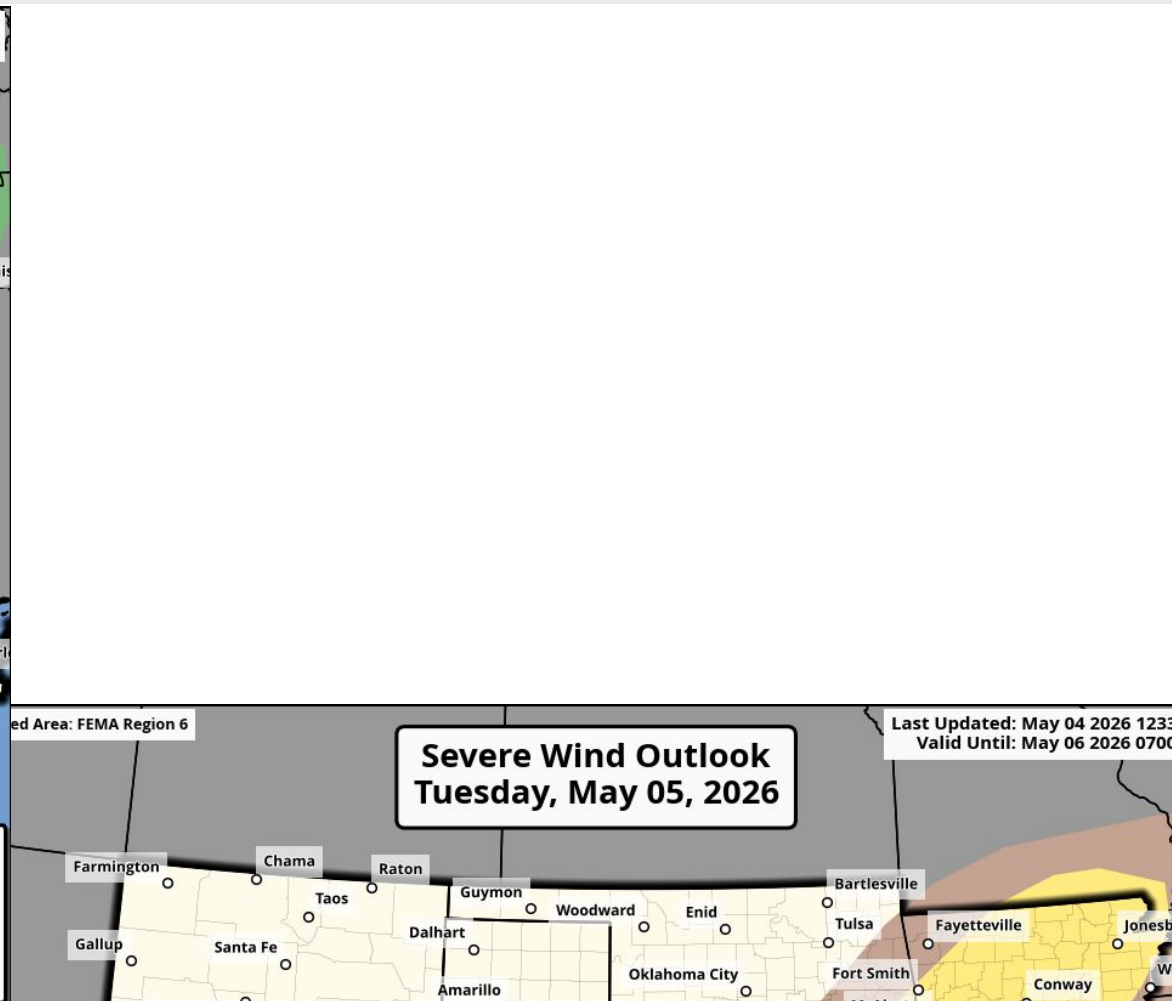 ed Area: FEMA Region 6
Last Updated: May 04 2026 1233
Valid Until: May 06 2026 0700
Severe Wind Outlook
Tuesday, May 05, 2026
Farmington
Chama
Raton
Taos
Guymon
Woodward
Enid
Bartlesville
Tulsa
Fayetteville
Jonesb
Gallup
Santa Fe
Dalhart
Oklahoma City
Fort Smith
Conway
Amarillo